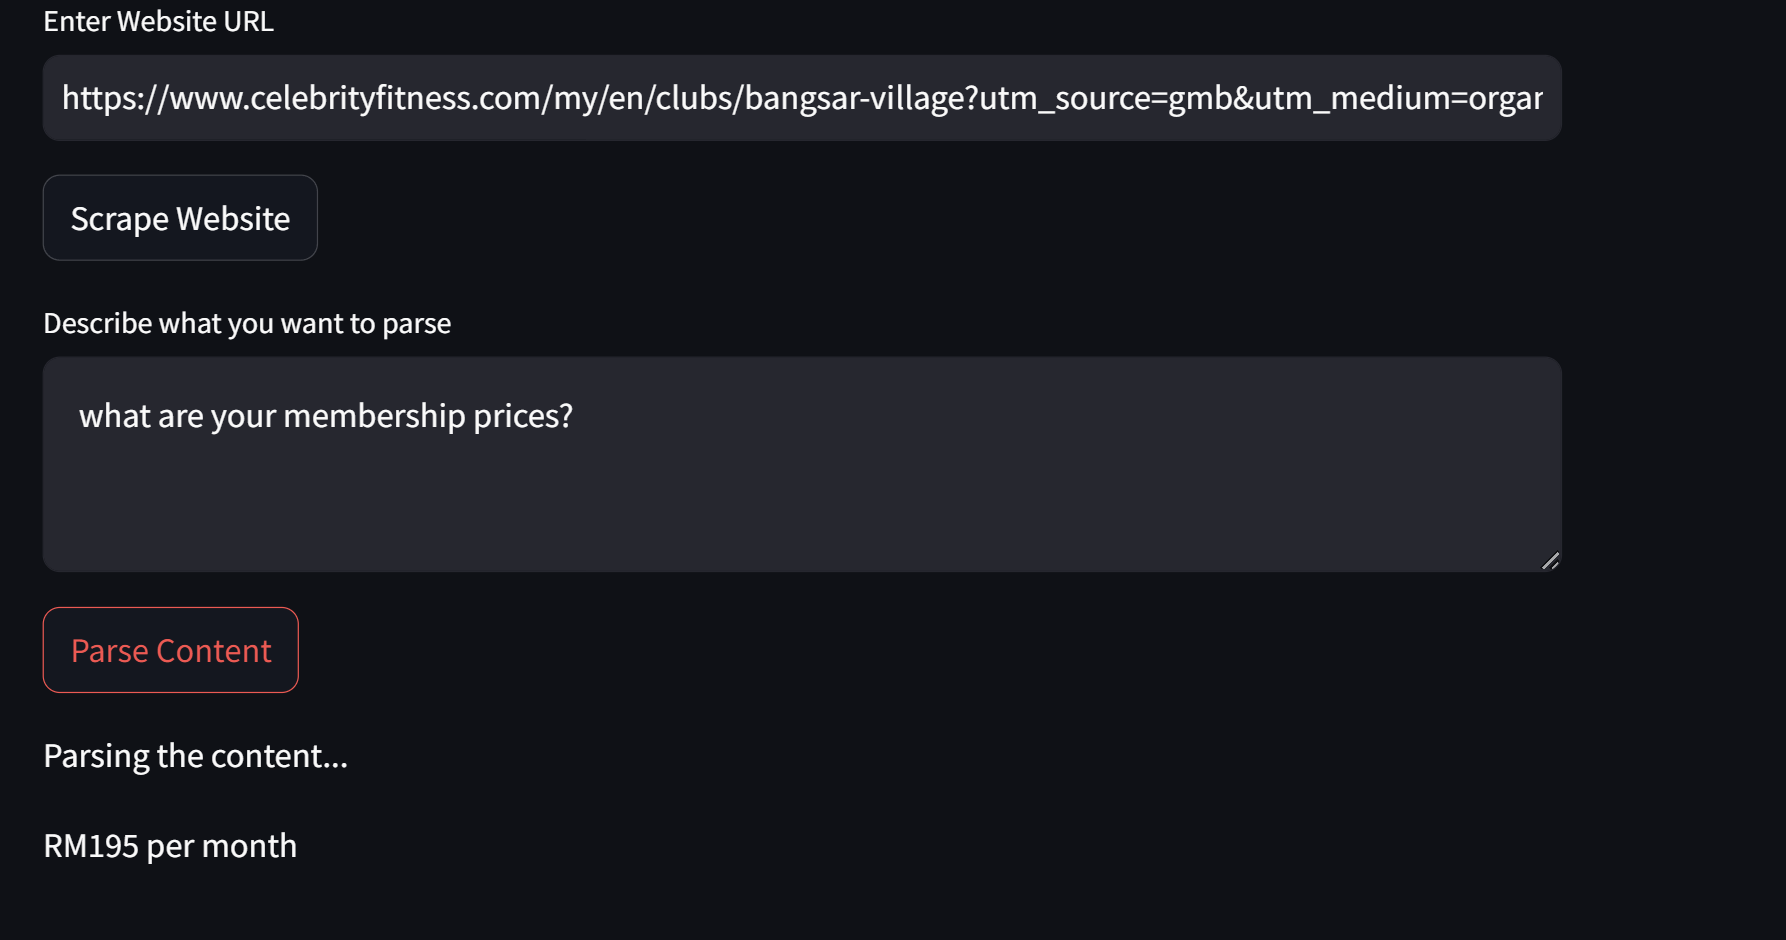 Enter Website URL
https://www.celebrityfitness.com/my/en/clubs/bangsar-village?utm_source=gmb&utm_medium=organ
Scrape Website
Describe what you want to parse
what are your membership prices?
Parse Content
Parsing the content...
RM195 per month